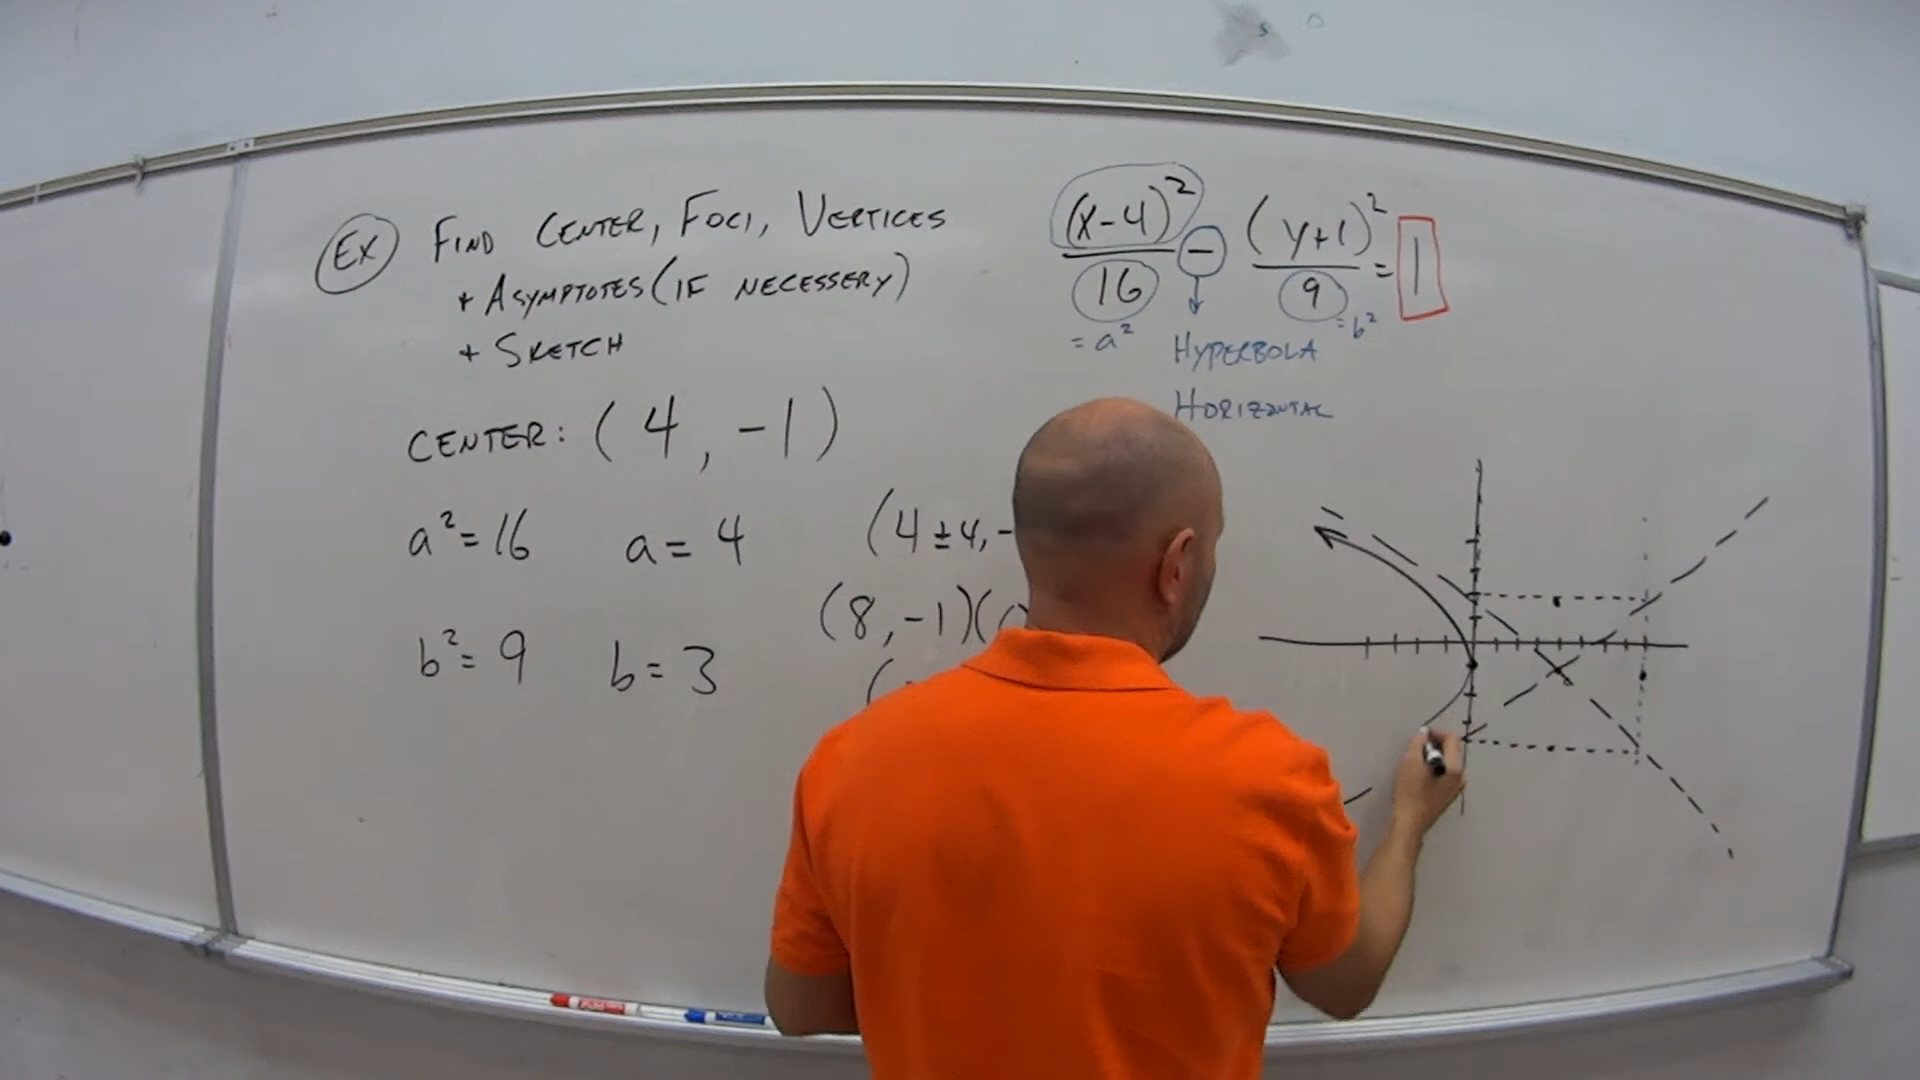 EX FIND CENTER, FOCI, VERTICES
+ ASYMPTOTES (IF NECESSERY)
+ SKETCH
(x-4)²/16 - (y+1)²/9 = 1
= a² = b²
HYPERBOLA
HORIZONTAL
CENTER: (4, -1)
a² = 16 a = 4 (4 ± 4, -
(8, -1)(
b² = 9 b = 3
(